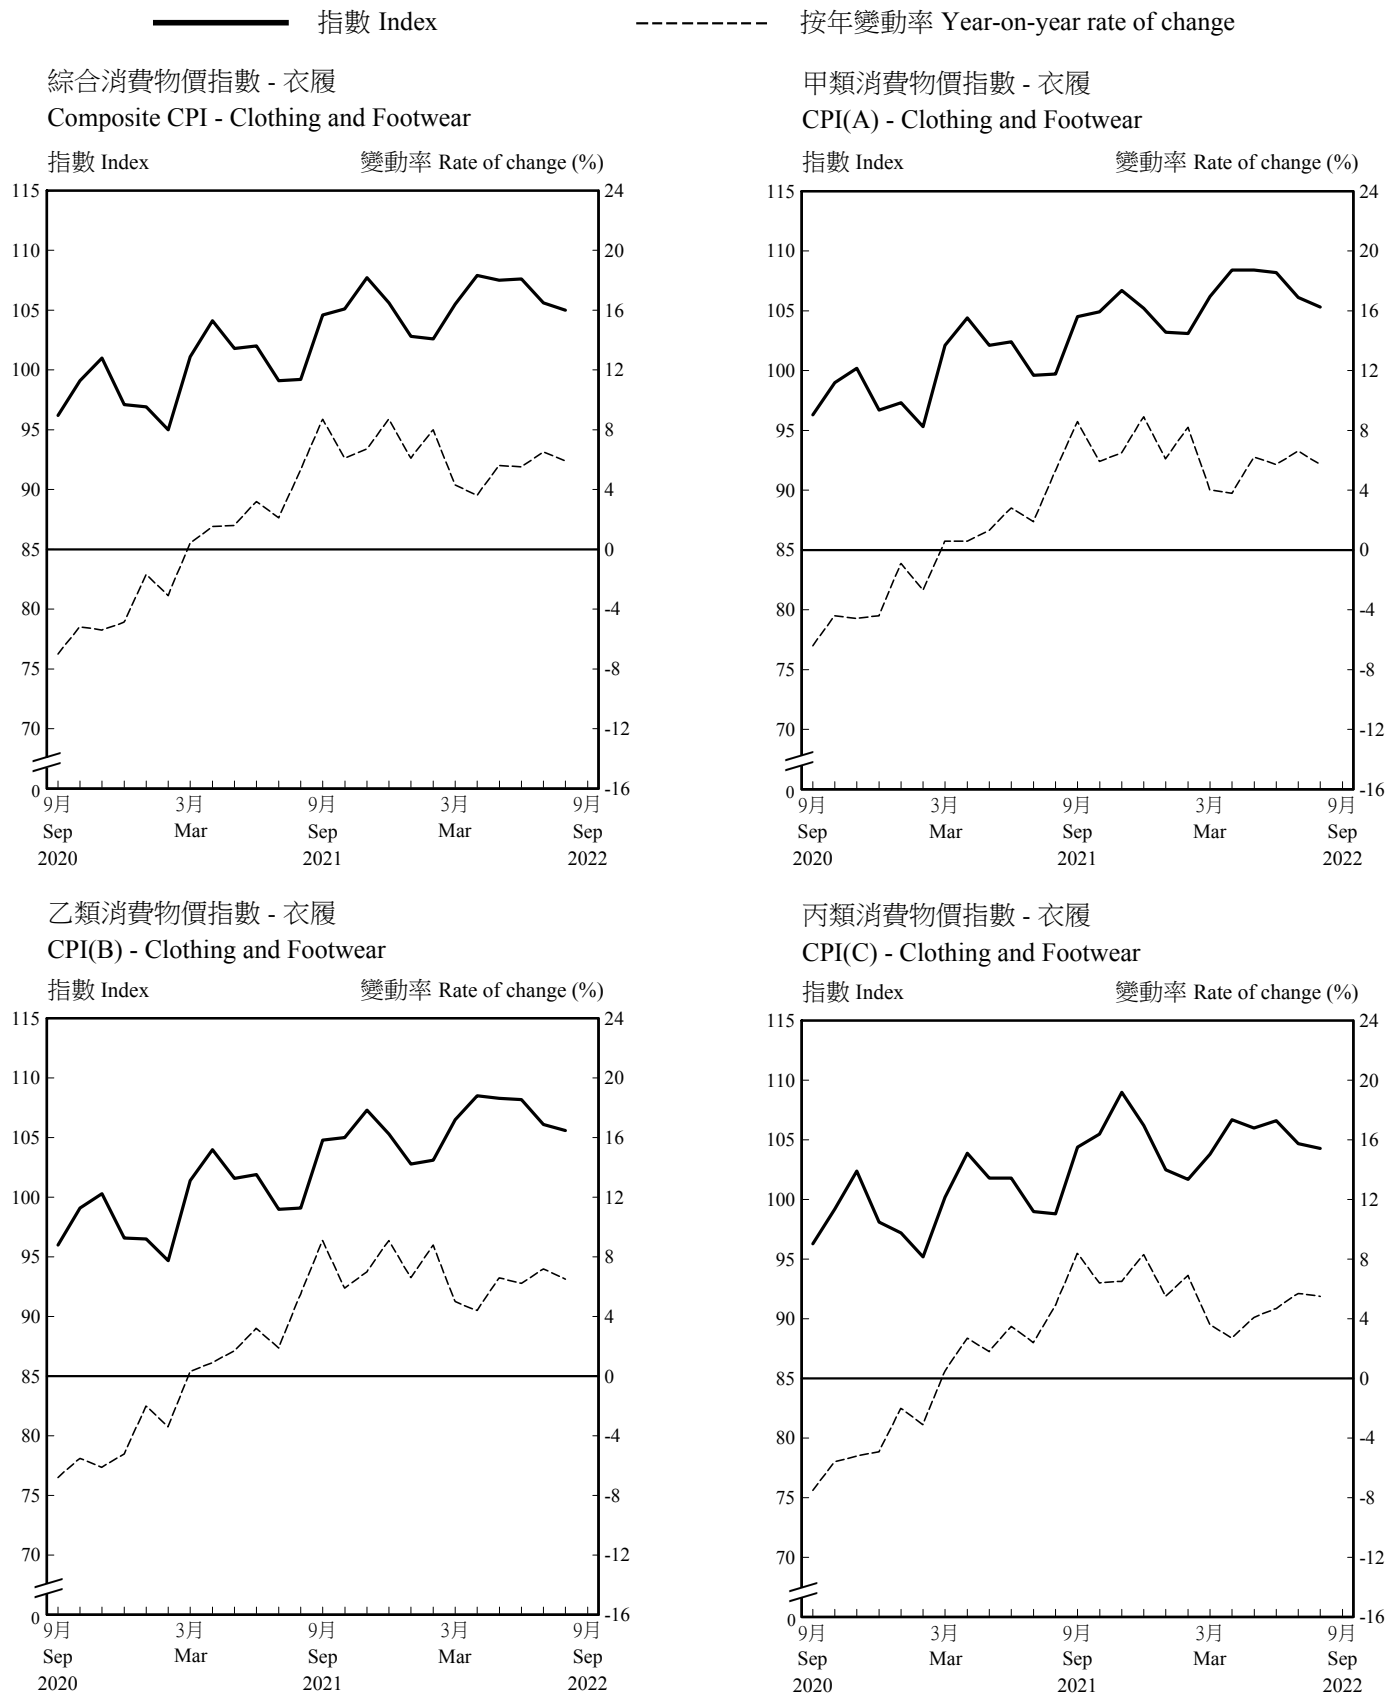 指數 Index
按年變動率 Year-on-year rate of change
綜合消費物價指數 - 衣履
Composite CPI - Clothing and Footwear
指數 Index 變動率 Rate of change (%)
115 24
110 20
105 16
100 12
95 8
90 4
85 0
80 -4
75 -8
70 -12
0 -16
9月 3月 9月 3月 9月
Sep Mar Sep Mar Sep
2020 2021 2022
甲類消費物價指數 - 衣履
CPI(A) - Clothing and Footwear
指數 Index 變動率 Rate of change (%)
115 24
110 20
105 16
100 12
95 8
90 4
85 0
80 -4
75 -8
70 -12
0 -16
9月 3月 9月 3月 9月
Sep Mar Sep Mar Sep
2020 2021 2022
乙類消費物價指數 - 衣履
CPI(B) - Clothing and Footwear
指數 Index 變動率 Rate of change (%)
115 24
110 20
105 16
100 12
95 8
90 4
85 0
80 -4
75 -8
70 -12
0 -16
9月 3月 9月 3月 9月
Sep Mar Sep Mar Sep
2020 2021 2022
丙類消費物價指數 - 衣履
CPI(C) - Clothing and Footwear
指數 Index 變動率 Rate of change (%)
115 24
110 20
105 16
100 12
95 8
90 4
85 0
80 -4
75 -8
70 -12
0 -16
9月 3月 9月 3月 9月
Sep Mar Sep Mar Sep
2020 2021 2022